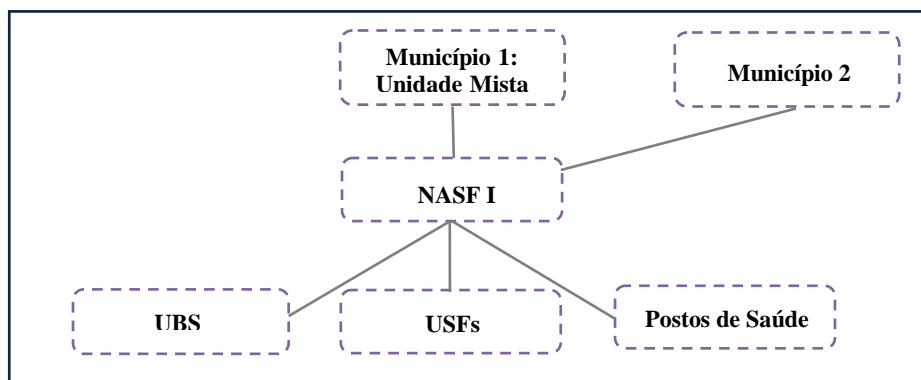 Município 1:
Unidade Mista
Município 2
NASF I
UBS
USFs
Postos de Saúde